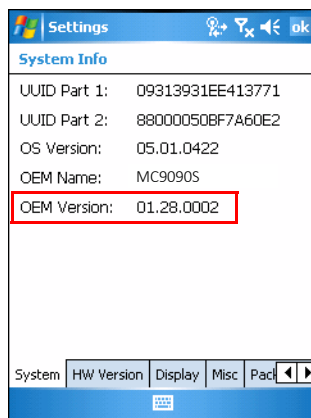 Settings ok
System Info
UUID Part 1: 09313931EE413771
UUID Part 2: 88000050BF7A60E2
OS Version: 05.01.0422
OEM Name: MC9090S
OEM Version: 01.28.0002
System HW Version Display Misc Pack